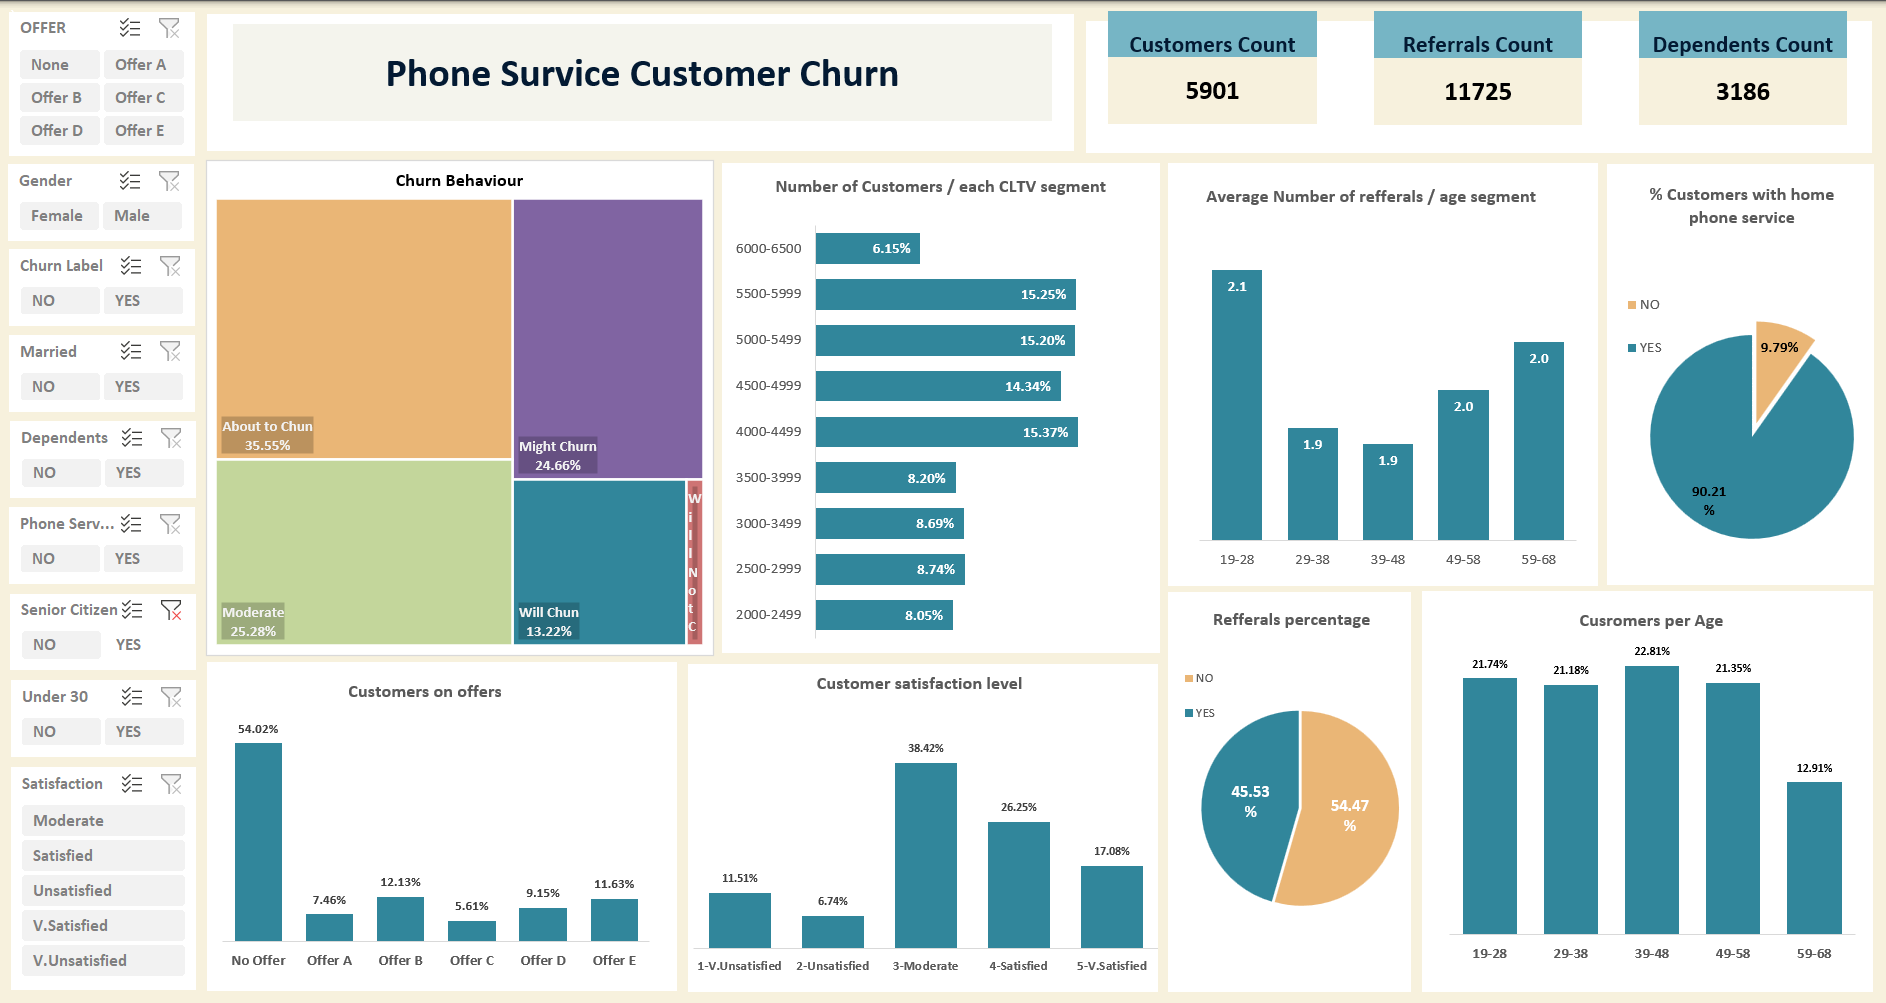 OFFER
None
Offer A
Offer B
Offer C
Offer D
Offer E
Gender
Female
Male
Churn Label
NO
YES
Married
NO
YES
Dependents
NO
YES
Phone Serv...
NO
YES
Senior Citizen
NO
YES
Under 30
NO
YES
Satisfaction
Moderate
Satisfied
Unsatisfied
V.Satisfied
V.Unsatisfied
Phone Survice Customer Churn
Customers Count
5901
Referrals Count
11725
Dependents Count
3186
Churn Behaviour
About to Chun
35.55%
Might Churn
24.66%
Moderate
25.28%
Will Chun
13.22%
Will Not C
Number of Customers / each CLTV segment
6000-6500
6.15%
5500-5999
15.25%
5000-5499
15.20%
4500-4999
14.34%
4000-4499
15.37%
3500-3999
8.20%
3000-3499
8.69%
2500-2999
8.74%
2000-2499
8.05%
Average Number of refferals / age segment
2.1
1.9
1.9
2.0
2.0
19-28
29-38
39-48
49-58
59-68
% Customers with home
phone service
NO
YES
9.79%
90.21
%
Customers on offers
54.02%
7.46%
12.13%
5.61%
9.15%
11.63%
No Offer
Offer A
Offer B
Offer C
Offer D
Offer E
Customer satisfaction level
11.51%
6.74%
38.42%
26.25%
17.08%
1-V.Unsatisfied
2-Unsatisfied
3-Moderate
4-Satisfied
5-V.Satisfied
Refferals percentage
NO
YES
45.53
%
54.47
%
Cusromers per Age
21.74%
21.18%
22.81%
21.35%
12.91%
19-28
29-38
39-48
49-58
59-68